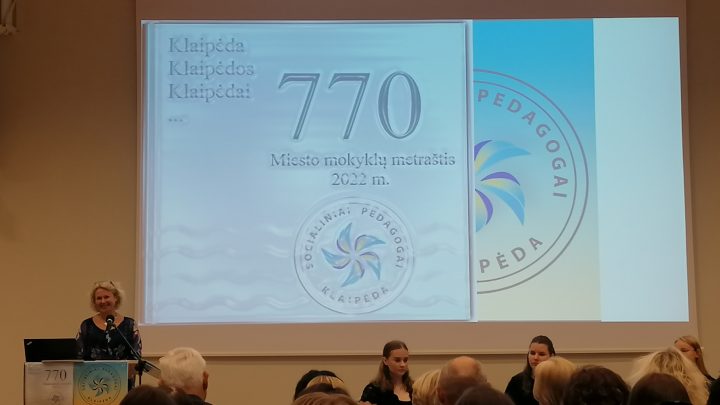 Klaipėda
Klaipėdos
Klaipėdai
...
770
Miesto mokyklų metraštis
2022 m.
SOCIALINIAI PEDAGOGAI
KLAIPĖDA
PEDAGOGAI
PĖDA
770